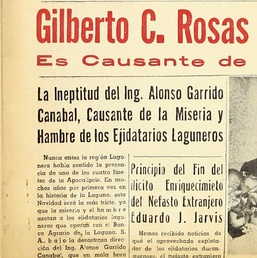 Gilberto C. Rosas
Es Causante de
La Ineptitud del Ing. Alonso Garrido
Canabal, Causante de la Miseria y
Hambre de los Ejidatarios Laguneros
Nunca antes la región Lagu
nera había sentido la presen
cia de uno de los cuatro jine
tes de la Apocalipsis. En mu
chos años por primera vez en
la historia de la Laguna, esta
Navidad será la más triste, ya
que la miseria y el hambre
asolan a los ejidatarios lagu
neros que operan con el Ban
co Agrario de la Laguna, S.
A. bajo la desastrosa direc
ción del Ing. Alonso Garrido
Canabal, que en mala hora
Principio del Fin del
ilícito Enriquecimieto
del Nefasto Extranjero
Eduardo J. Jarvis
Hemos recibido noticias de
que el aprovechado explota-
dor de los ejidatarios duran